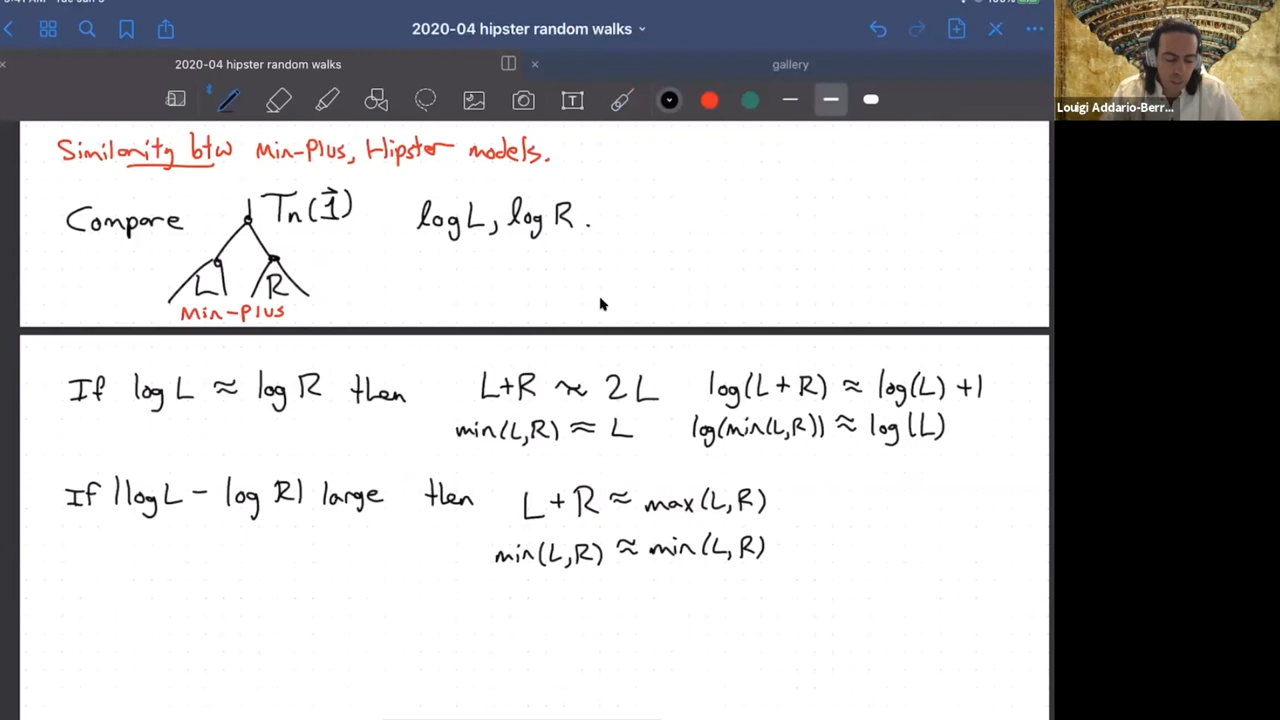 2020-04 hipster random walks
2020-04 hipster random walks
gallery
Louigi Addario-Berr...
Similarity btw Min-Plus, Hipster models.
Compare Tn(1⃗) log L, log R.
L R
Min-Plus
If log L ≈ log R then L+R ≈ 2L log(L+R) ≈ log(L)+1
min(L,R) ≈ L log(min(L,R)) ≈ log(L)
If |log L - log R| large then L+R ≈ max(L,R)
min(L,R) ≈ min(L,R)